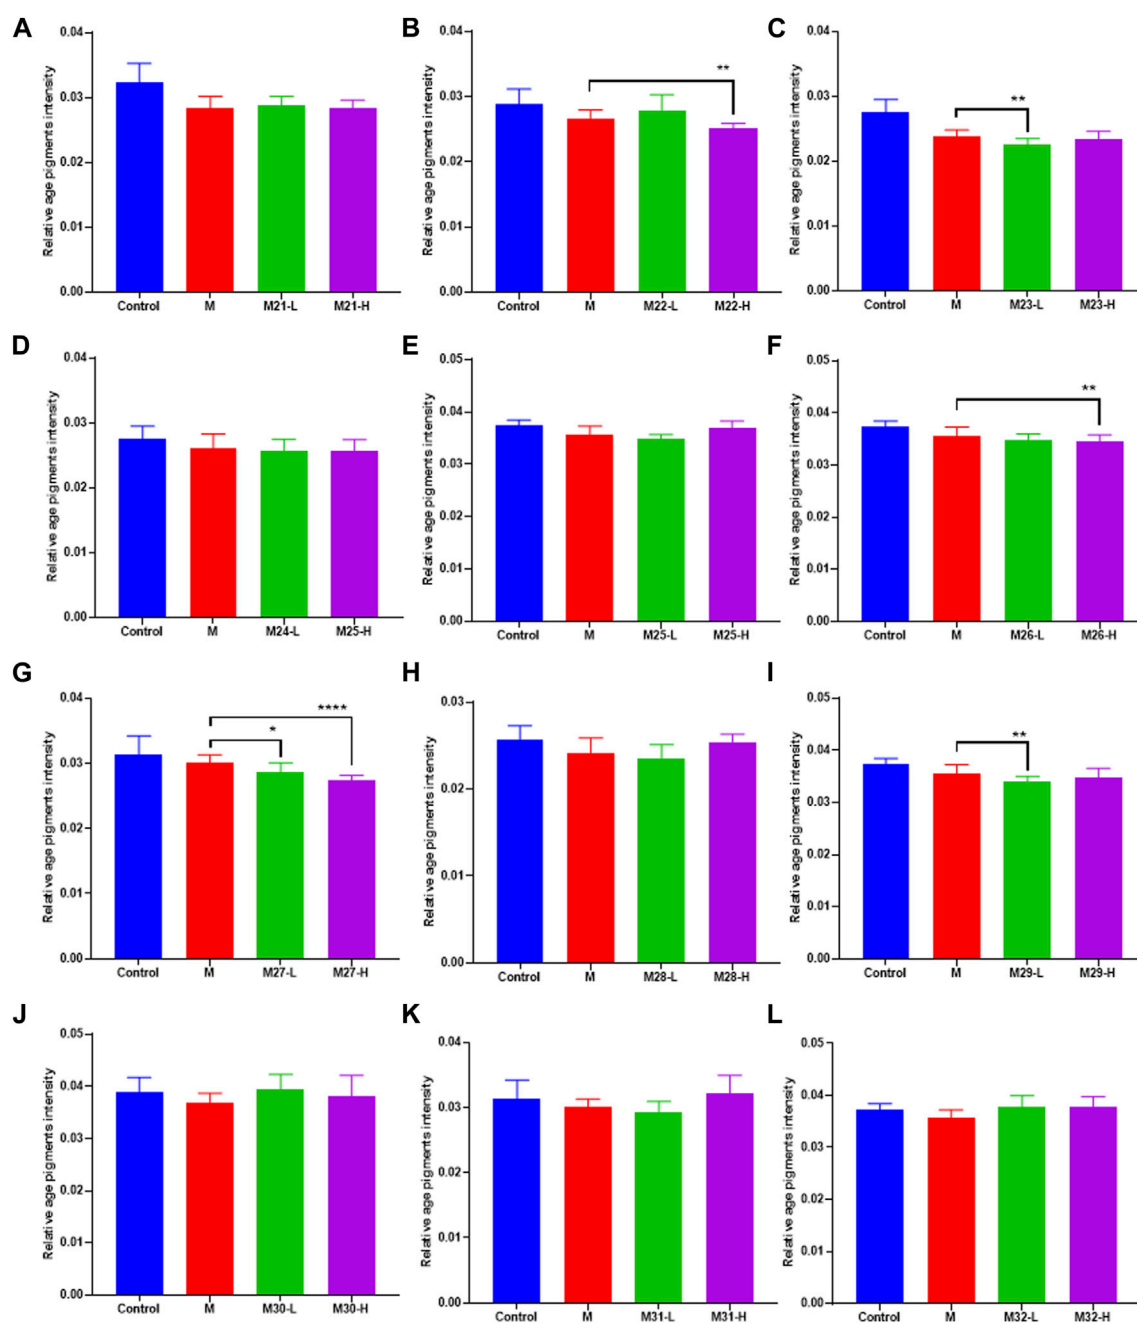 A
Relative age pigments intensity
0.04
0.03
0.02
0.01
0.00
Control M M21-L M21-H
B
Relative age pigments intensity
0.04
0.03
0.02
0.01
0.00
**
Control M M22-L M22-H
C
Relative age pigments intensity
0.04
0.03
0.02
0.01
0.00
**
Control M M23-L M23-H
D
Relative age pigments intensity
0.04
0.03
0.02
0.01
0.00
Control M M24-L M25-H
E
Relative age pigments intensity
0.05
0.04
0.03
0.02
0.01
0.00
Control M M25-L M25-H
F
Relative age pigments intensity
0.05
0.04
0.03
0.02
0.01
0.00
**
Control M M26-L M26-H
G
Relative age pigments intensity
0.04
0.03
0.02
0.01
0.00
****
*
Control M M27-L M27-H
H
Relative age pigments intensity
0.03
0.02
0.01
0.00
Control M M28-L M28-H
I
Relative age pigments intensity
0.05
0.04
0.03
0.02
0.01
0.00
**
Control M M29-L M29-H
J
Relative age pigments intensity
0.05
0.04
0.03
0.02
0.01
0.00
Control M M30-L M30-H
K
Relative age pigments intensity
0.04
0.03
0.02
0.01
0.00
Control M M31-L M31-H
L
Relative age pigments intensity
0.05
0.04
0.03
0.02
0.01
0.00
Control M M32-L M32-H